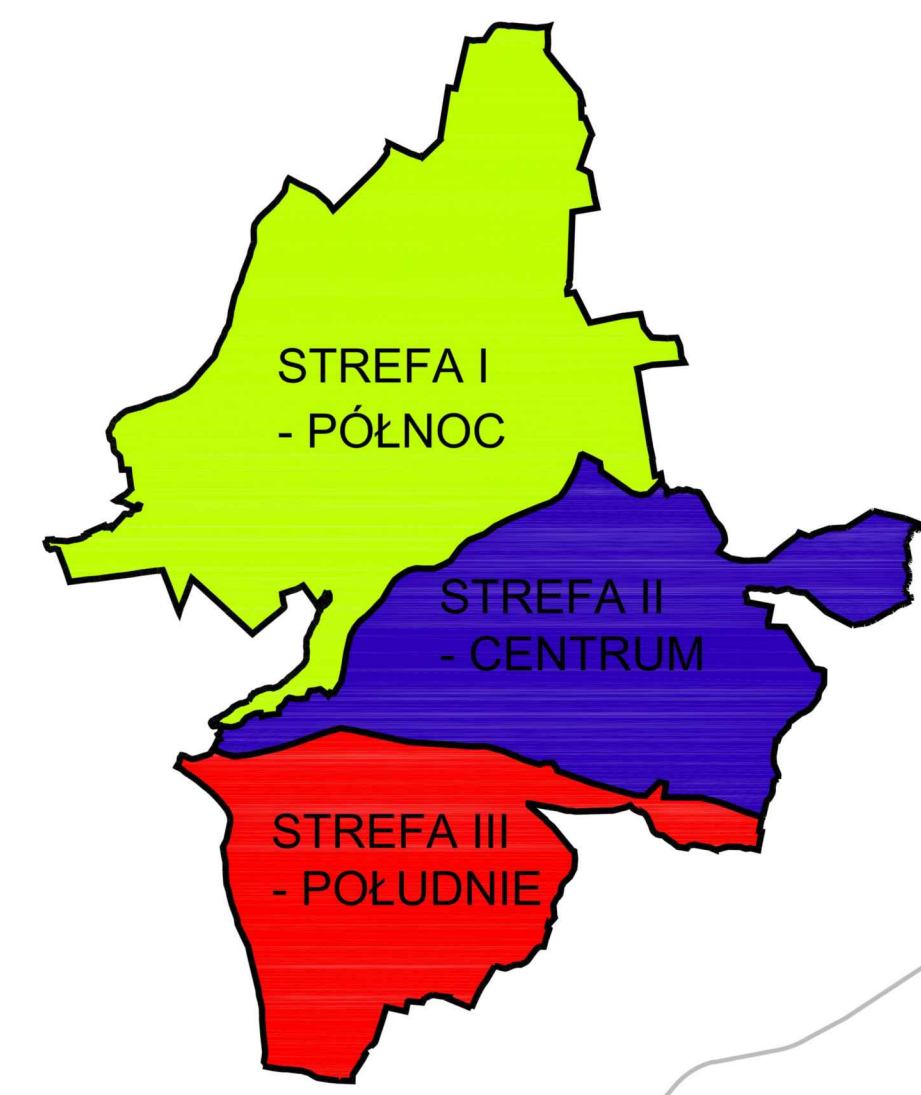 STREFA I
- PÓŁNOC
STREFA II
- CENTRUM
STREFA III
- POŁUDNIE